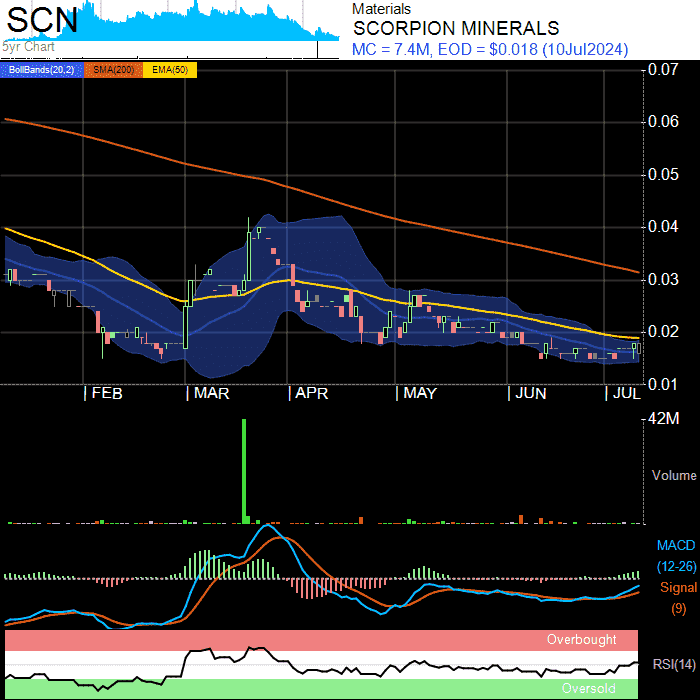 SCN
5yr Chart
Materials
SCORPION MINERALS
MC = 7.4M, EOD = $0.018 (10Jul2024)
BollBands(20,2) SMA(200) EMA(50)
0.07
0.06
0.05
0.04
0.03
0.02
0.01
FEB MAR APR MAY JUN JUL
42M
Volume
MACD
(12-26)
Signal
(9)
Overbought
RSI(14)
Oversold